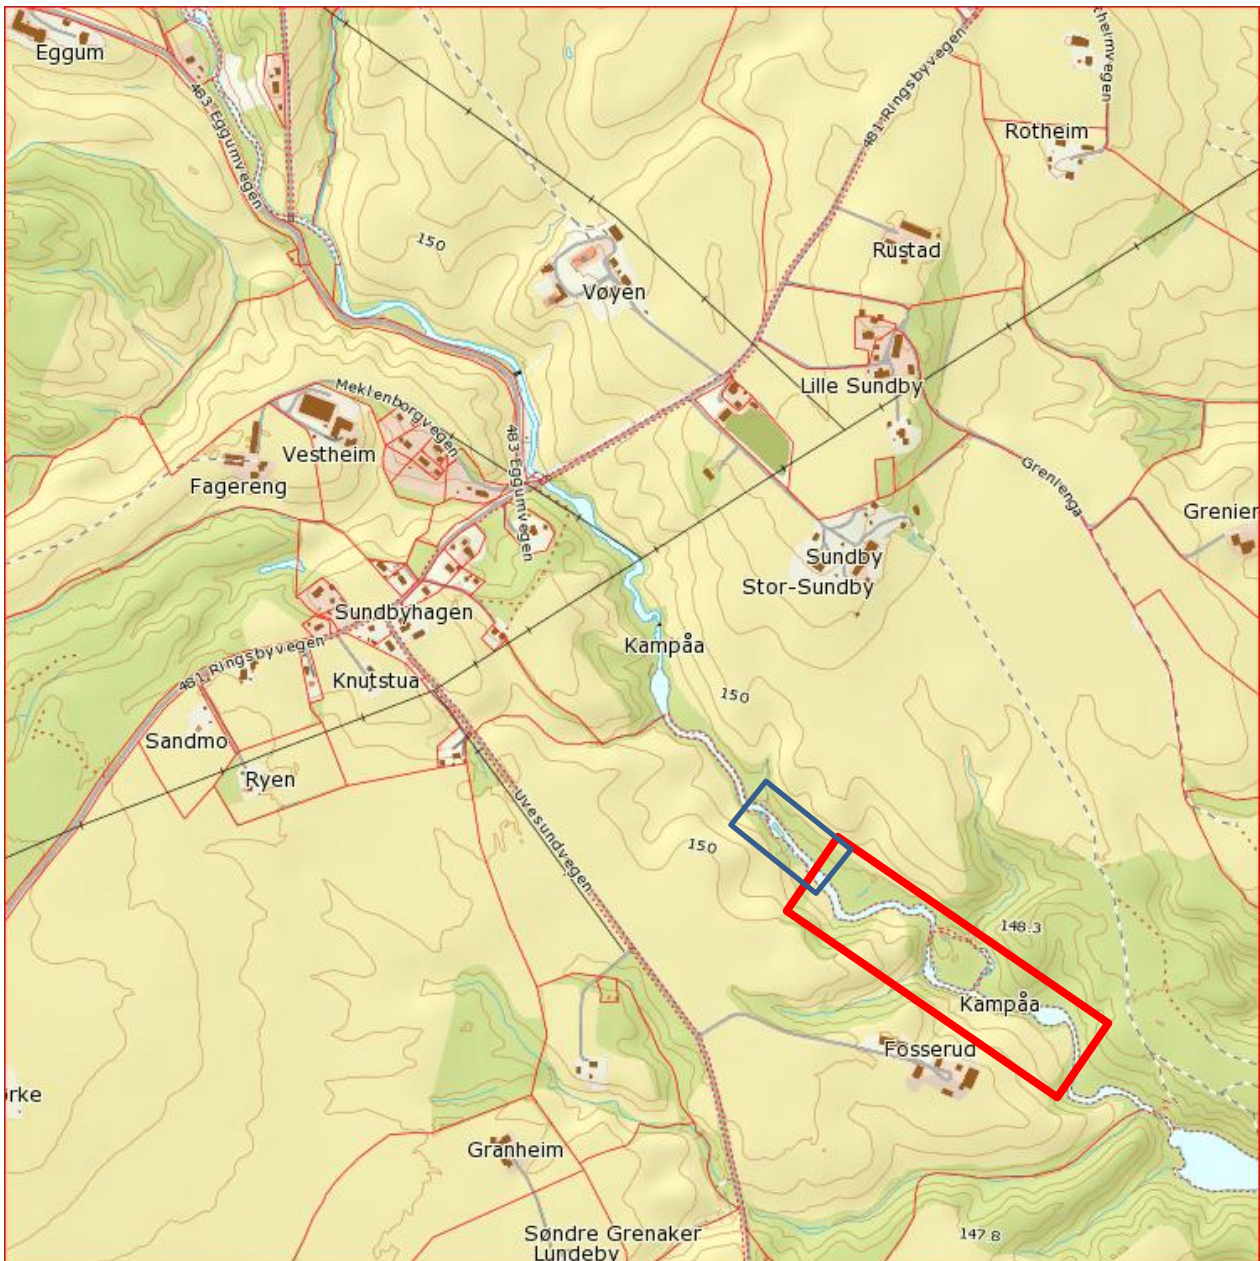 Eggum
483 Eggumvegen
481 Ringsbyvegen
heimvegen
Rotheim
150
Rustad
Vøyen
Meklenborgvegen
Lille Sundby
Vestheim
483 Eggumvegen
Fagereng
Grenienga
Grenier
Sundby
Stor-Sundby
Sundbyhagen
Kampåa
481 Ringsbyvegen
Knutstua
150
Sandmo
Ryen
Uvesundvegen
150
148.3
Kampåa
Fosserud
ørke
Granheim
Søndre Grenaker
147.8
Lundeby